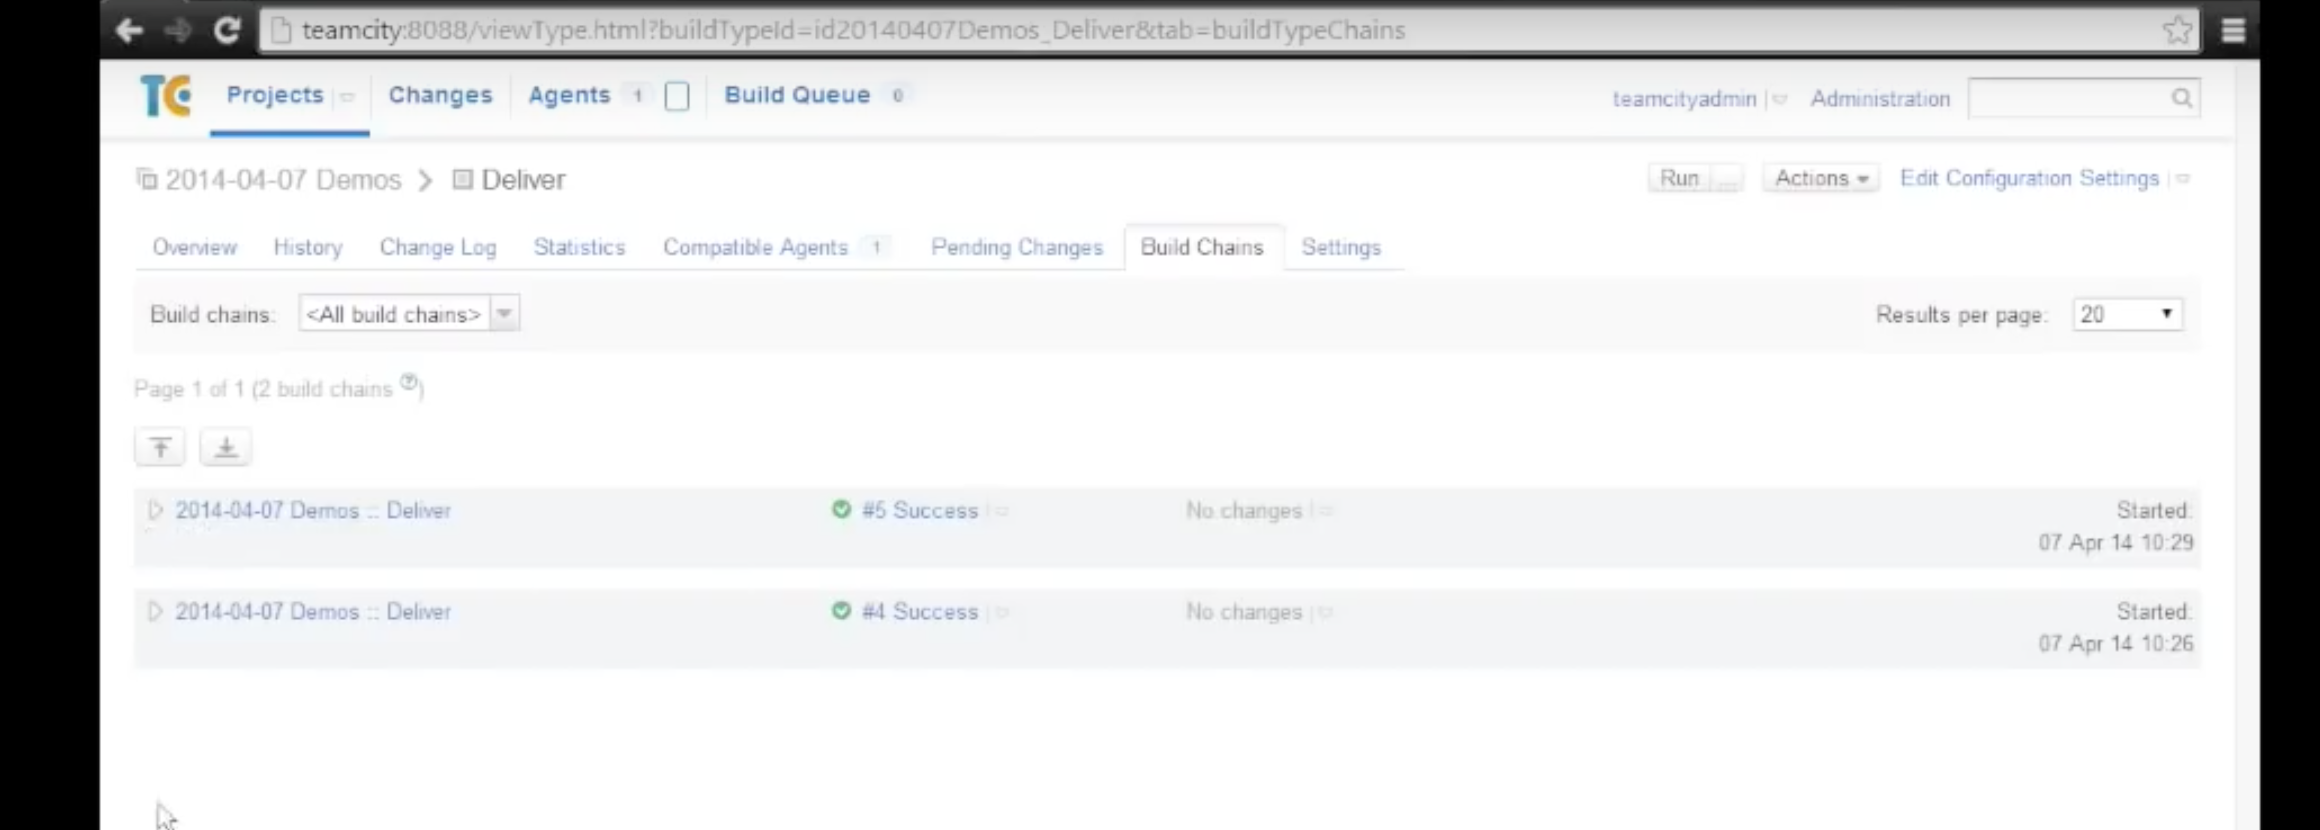 teamcity:8088/viewType.html?buildTypeId=id20140407Demos_Deliver&tab=buildTypeChains
TC Projects Changes Agents 1 Build Queue 0 teamcityadmin Administration
2014-04-07 Demos > Deliver Run ... Actions Edit Configuration Settings
Overview History Change Log Statistics Compatible Agents 1 Pending Changes Build Chains Settings
Build chains: <All build chains> Results per page: 20
Page 1 of 1 (2 build chains ?)
2014-04-07 Demos :: Deliver #5 Success No changes Started:
07 Apr 14 10:29
2014-04-07 Demos :: Deliver #4 Success No changes Started:
07 Apr 14 10:26